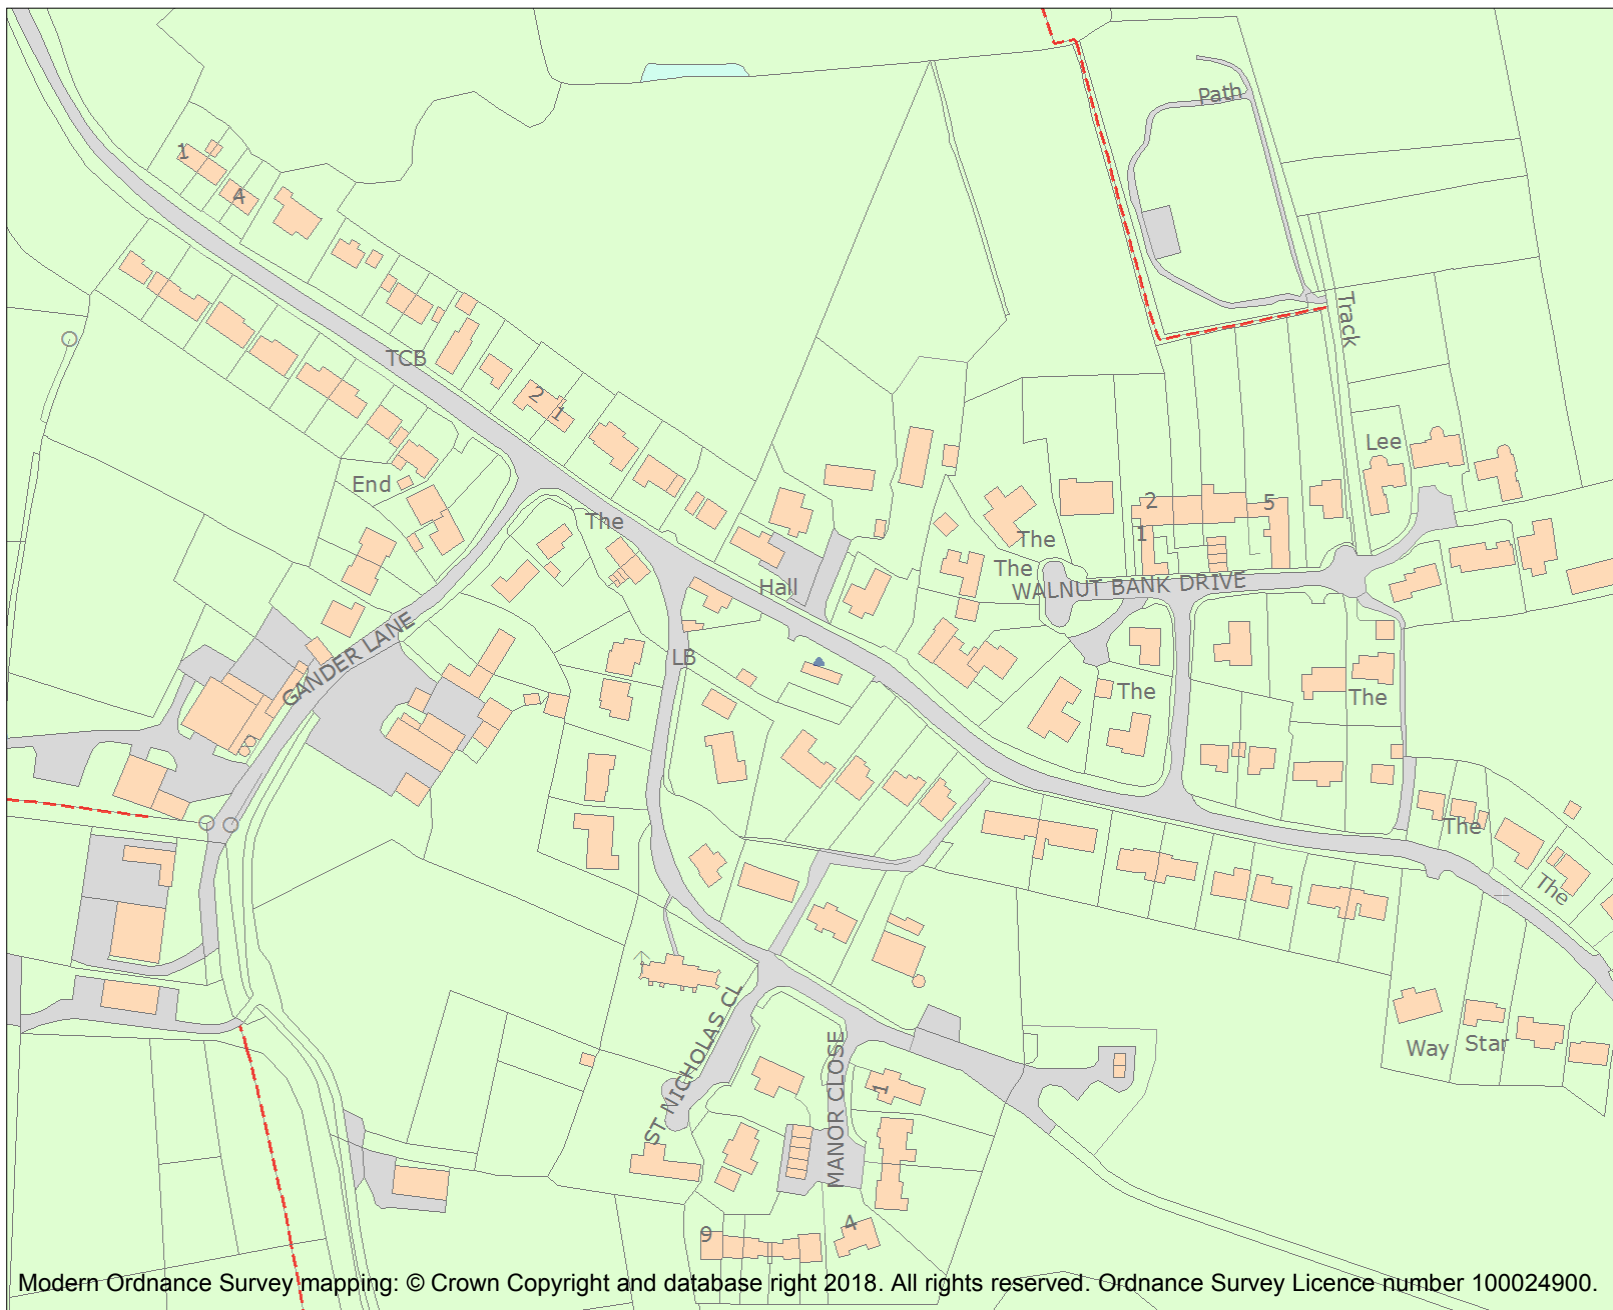 Path
1
4
Track
TCB
2
1
Lee
End
2
5
The
The
1
The
Hall
WALNUT BANK DRIVE
GANDER LANE
LB
The
The
The
The
ST NICHOLAS CL
MANOR CLOSE
Way
Star
1
9
4
Modern Ordnance Survey mapping: © Crown Copyright and database right 2018. All rights reserved. Ordnance Survey Licence number 100024900.